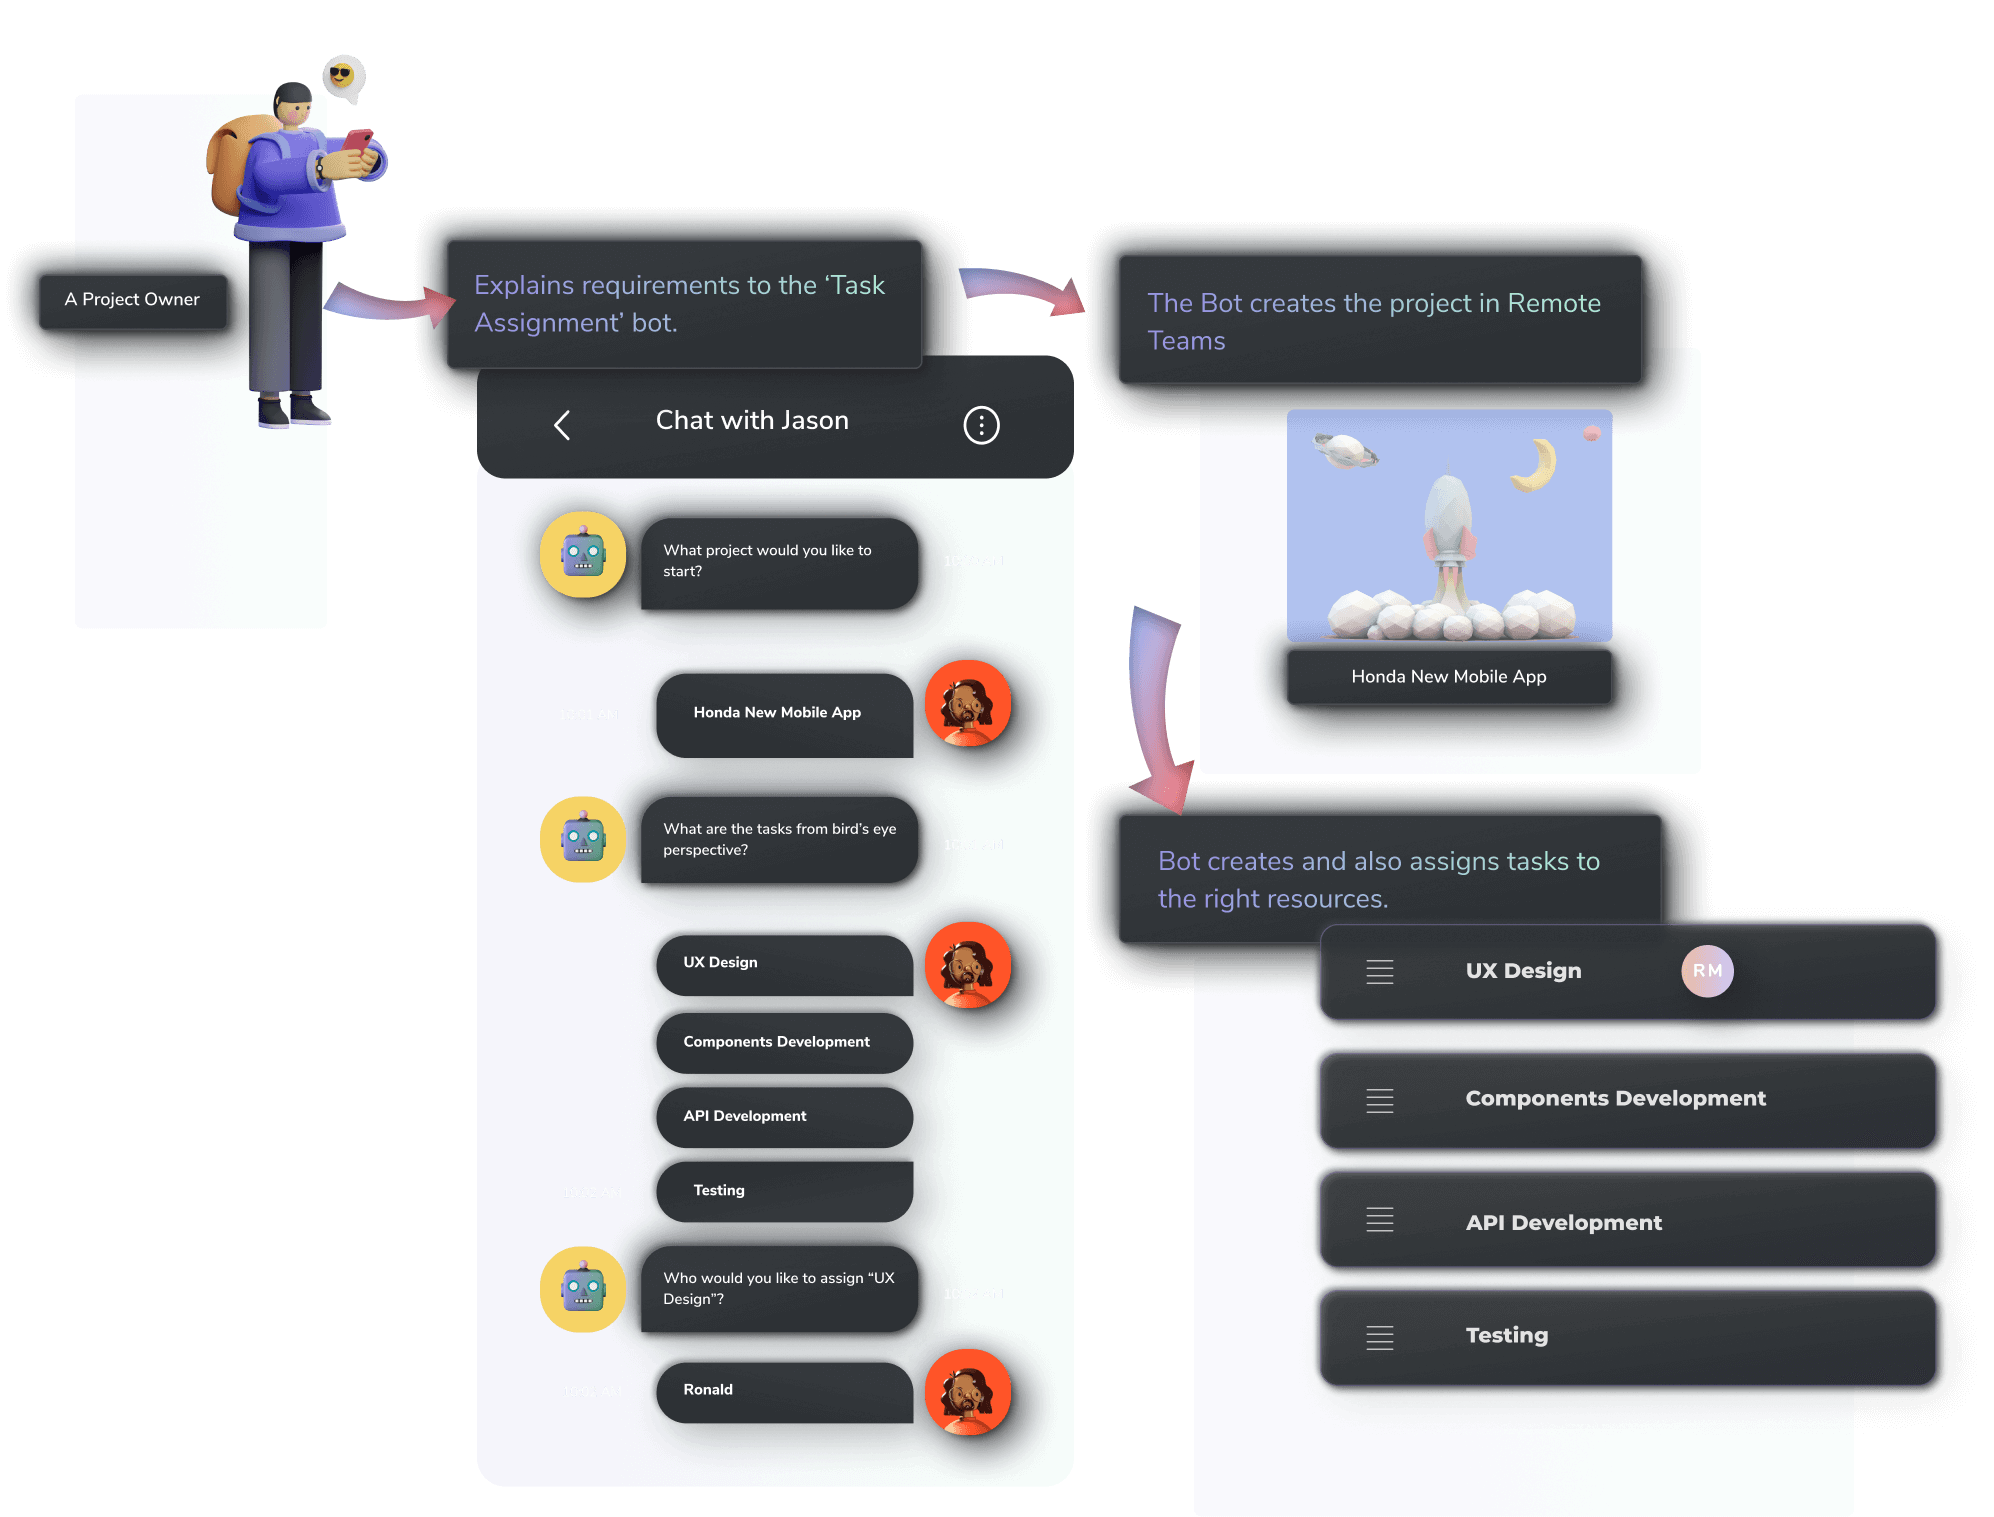 A Project Owner
Explains requirements to the ‘Task
Assignment’ bot.
Chat with Jason
What project would you like to
start?
Honda New Mobile App
What are the tasks from bird’s eye
perspective?
UX Design
Components Development
API Development
Testing
Who would you like to assign “UX
Design”?
Ronald
The Bot creates the project in Remote
Teams
Honda New Mobile App
Bot creates and also assigns tasks to
the right resources.
UX Design
RM
Components Development
API Development
Testing